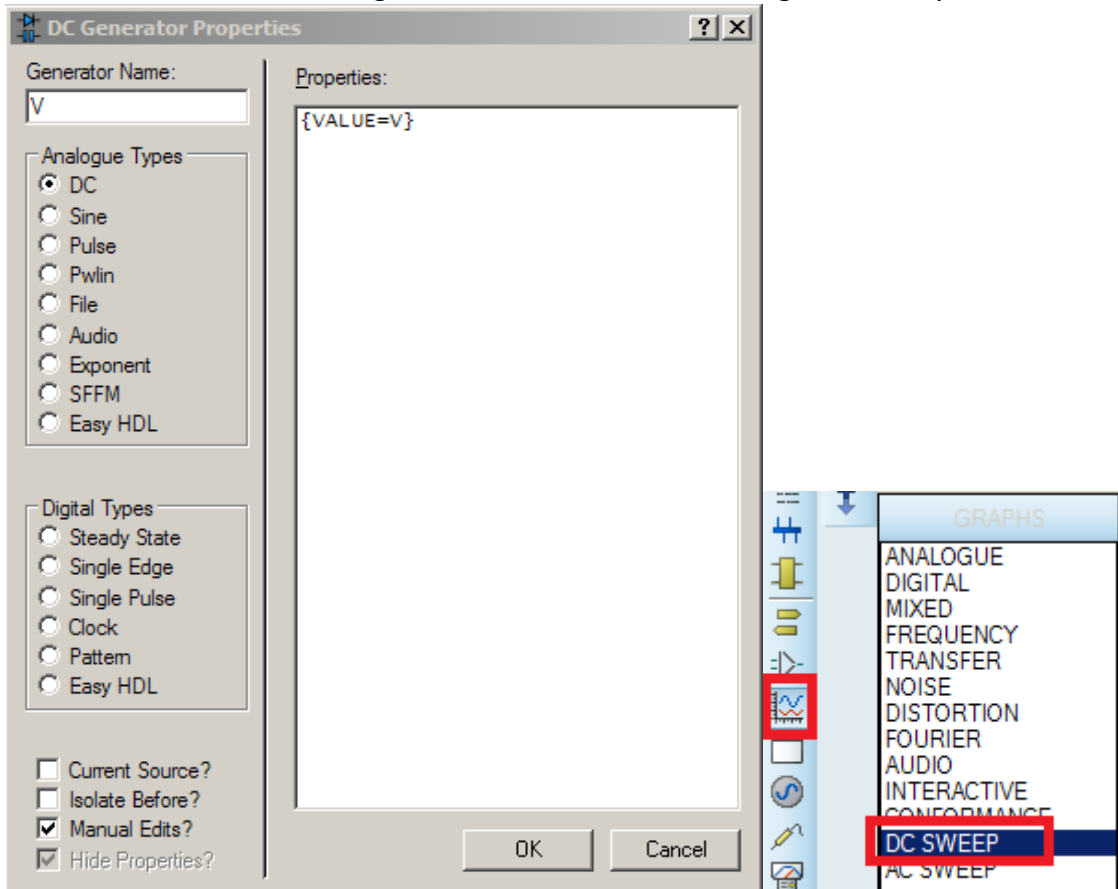 DC Generator Properties
Generator Name:
V
Analogue Types
DC
Sine
Pulse
Pwlin
File
Audio
Exponent
SFFM
Easy HDL
Digital Types
Steady State
Single Edge
Single Pulse
Clock
Pattern
Easy HDL
Current Source?
Isolate Before?
Manual Edits?
Hide Properties?
Properties:
{VALUE=V}
OK
Cancel
GRAPHS
ANALOGUE
DIGITAL
MIXED
FREQUENCY
TRANSFER
NOISE
DISTORTION
FOURIER
AUDIO
INTERACTIVE
CONFORMANCE
DC SWEEP
AC SWEEP